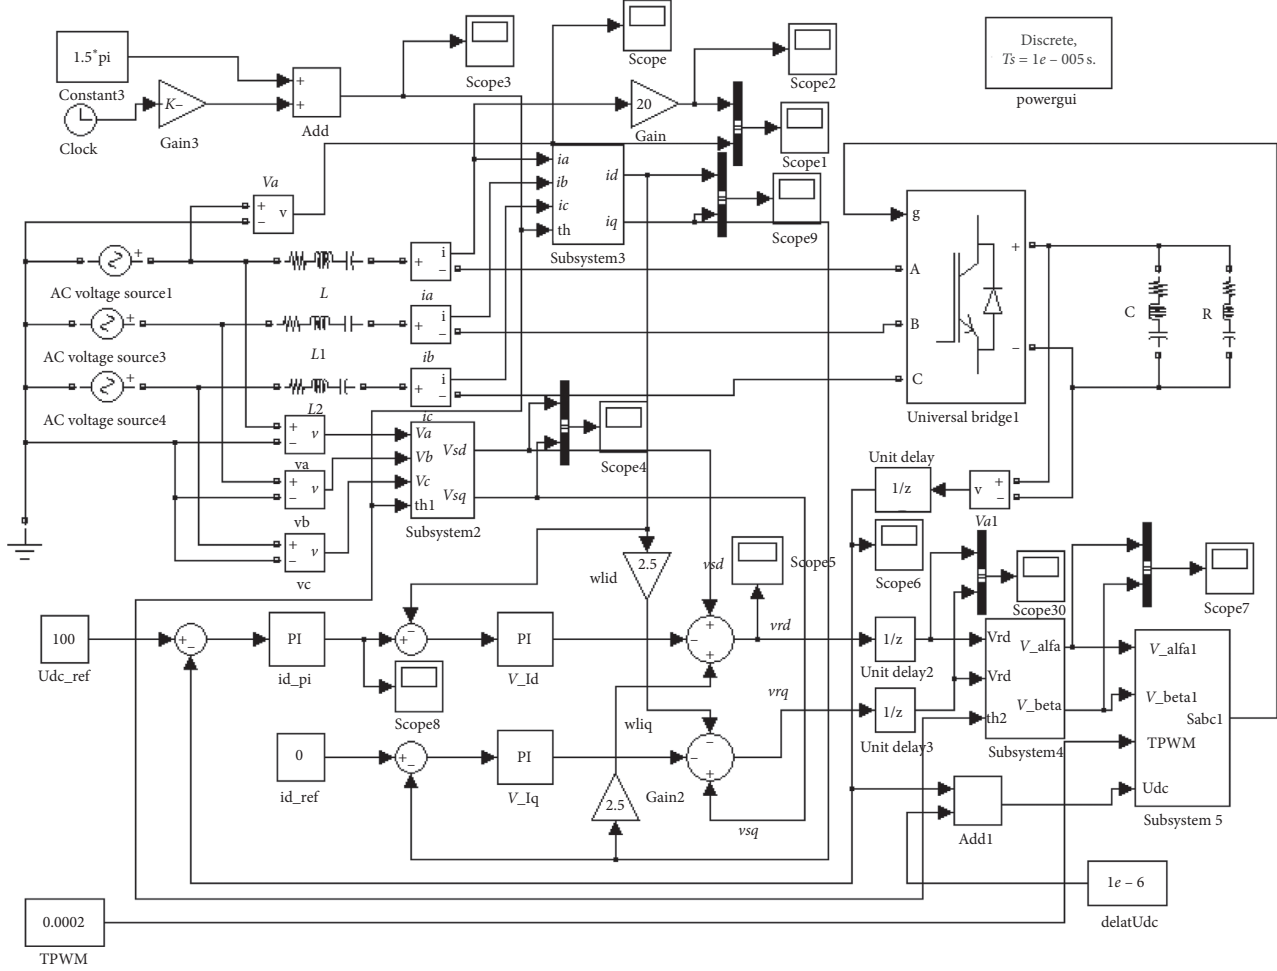 1.5*pi
Constant3
Clock
K–
Gain3
+
+
Add
Scope3
Scope
20
Gain
Scope2
Scope1
Scope9
Discrete,
Ts = 1e – 005 s.
powergui
Va
+
–
v
ia
ib
ic
th
id
iq
Subsystem3
+
AC voltage source1
L
i
+
–
ia
+
AC voltage source3
L1
i
+
–
ib
+
AC voltage source4
L2
i
+
–
ic
g
A
B
C
+
–
Universal bridge1
C
R
+
–
v
va
+
–
v
vb
+
–
v
vc
Va
Vb
Vc
th1
Vsd
Vsq
Subsystem2
Scope4
Unit delay
1/z
v
+
–
Va1
Scope6
2.5
wlid
vsd
Scope5
Scope30
Scope7
100
Udc_ref
+
–
PI
id_pi
+
–
Scope8
PI
V_Id
–
+
+
vrd
1/z
Unit delay2
Vrd
Vrd
th2
V_alfa
V_beta
Subsystem4
V_alfa1
V_beta1
TPWM
Udc
Sabc1
Subsystem 5
wliq
vrq
1/z
Unit delay3
0
id_ref
+
–
PI
V_Iq
2.5
Gain2
–
–
+
vsq
Add1
1e – 6
delatUdc
0.0002
TPWM